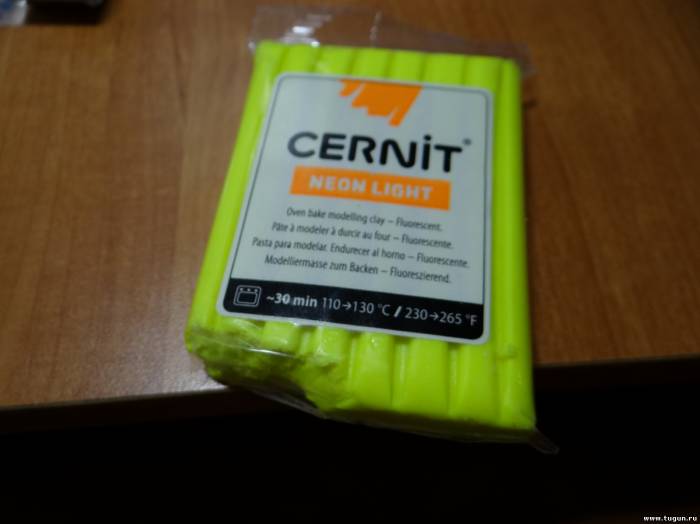 CERNiT®
NEON LIGHT
Oven bake modelling clay – Fluorescent.
Pâte à modeler à durcir au four – Fluorescente.
Pasta para modelar. Endurecer al horno – Fluorescente.
Modelliermasse zum Backen – Fluoreszierend.
~30 min 110→130 °C / 230→265 °F
www.tugun.ru